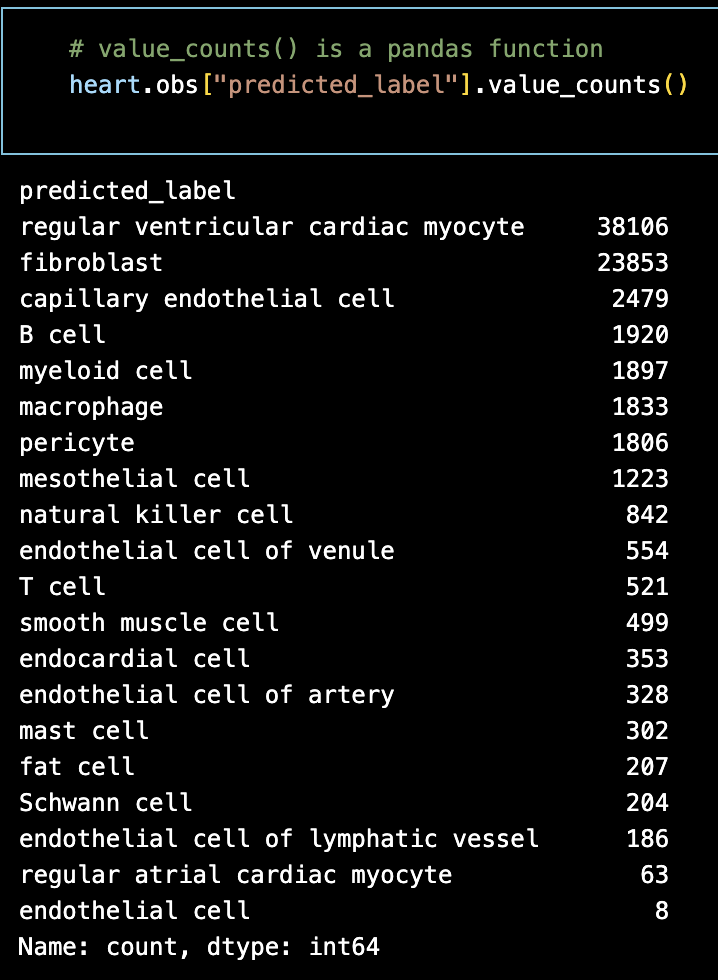 # value_counts() is a pandas function
heart.obs["predicted_label"].value_counts()
predicted_label
regular ventricular cardiac myocyte 38106
fibroblast 23853
capillary endothelial cell 2479
B cell 1920
myeloid cell 1897
macrophage 1833
pericyte 1806
mesothelial cell 1223
natural killer cell 842
endothelial cell of venule 554
T cell 521
smooth muscle cell 499
endocardial cell 353
endothelial cell of artery 328
mast cell 302
fat cell 207
Schwann cell 204
endothelial cell of lymphatic vessel 186
regular atrial cardiac myocyte 63
endothelial cell 8
Name: count, dtype: int64